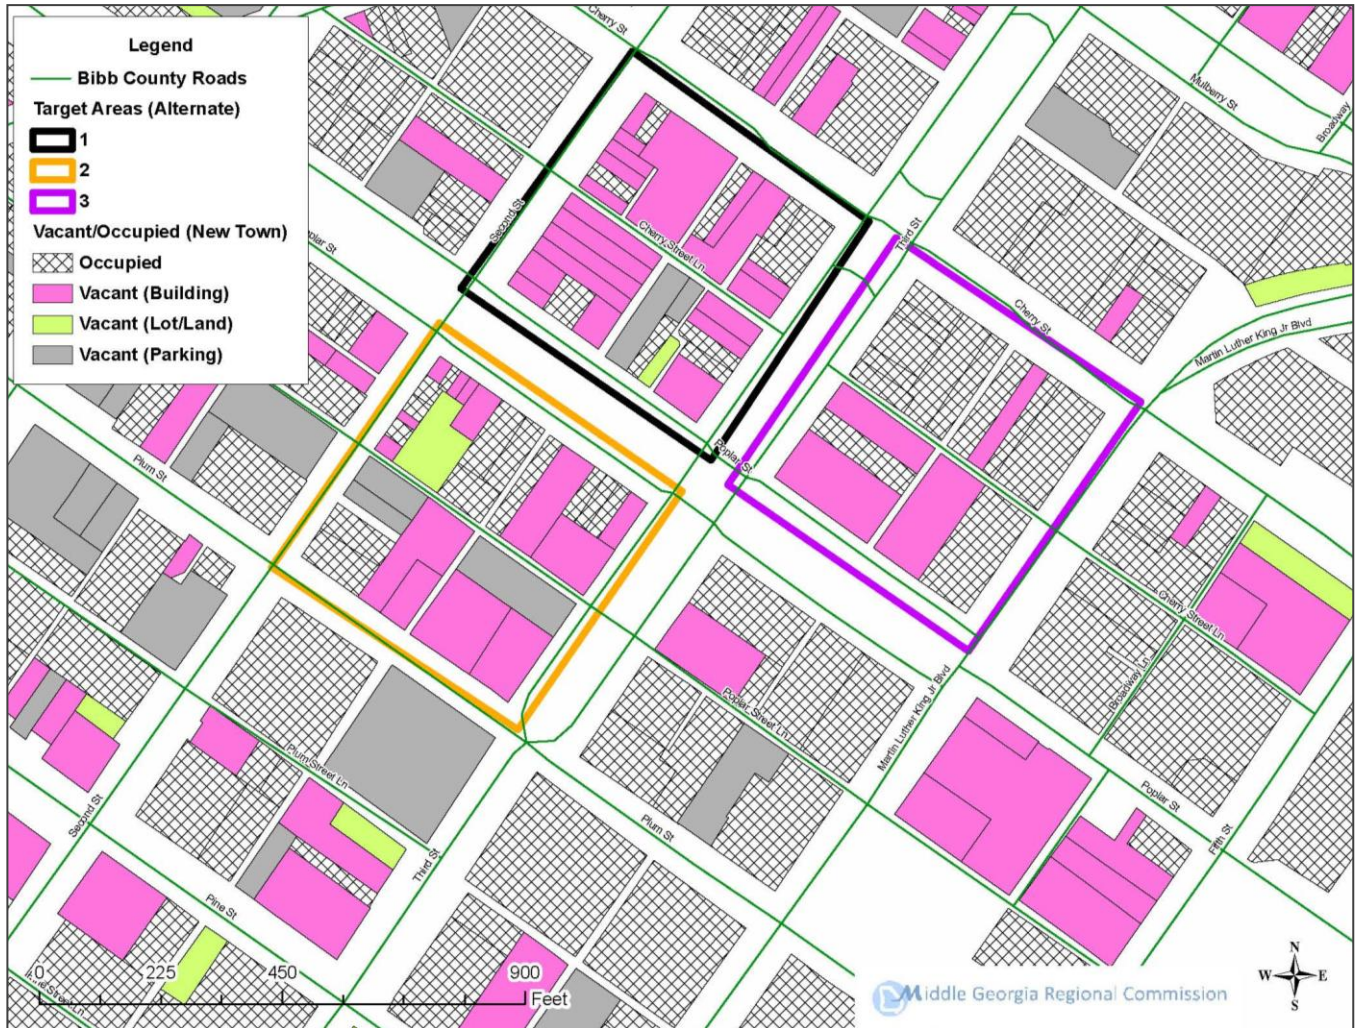 Legend
Bibb County Roads
Target Areas (Alternate)
1
2
3
Vacant/Occupied (New Town)
Occupied
Vacant (Building)
Vacant (Lot/Land)
Vacant (Parking)
Cherry St
Mulberry St
Broadway
Second St
Cherry Street Ln
Third St
Cherry St
Martin Luther King Jr Blvd
plar St
Poplar St
Plum St
Cherry Street Ln
Broadway Ln
Poplar Street Ln
Martin Luther King Jr Blvd
Plum Street Ln
Poplar St
Second St
Plum St
Fifth St
Third St
Pine St
0 225 450 900
Feet
Middle Georgia Regional Commission
N
W E
S